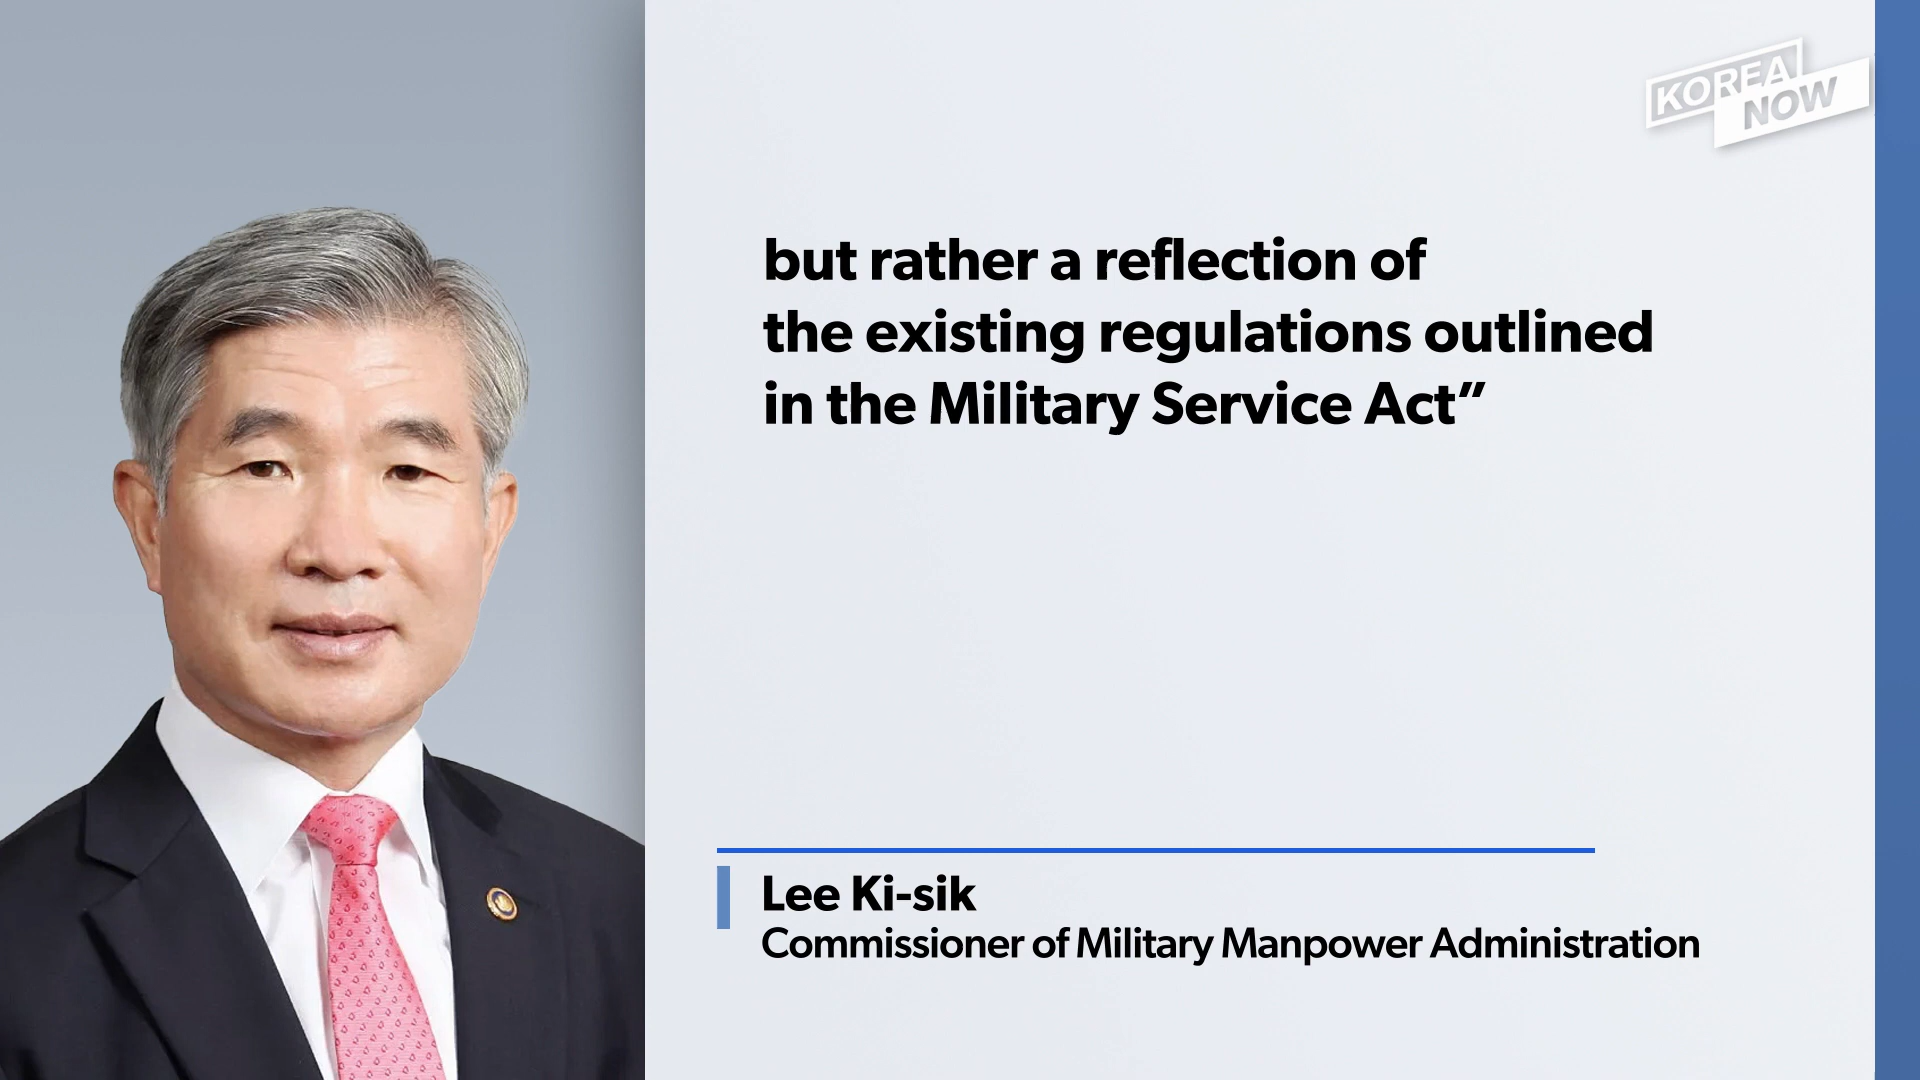 KOREA
NOW
but rather a reflection of
the existing regulations outlined
in the Military Service Act”
Lee Ki-sik
Commissioner of Military Manpower Administration